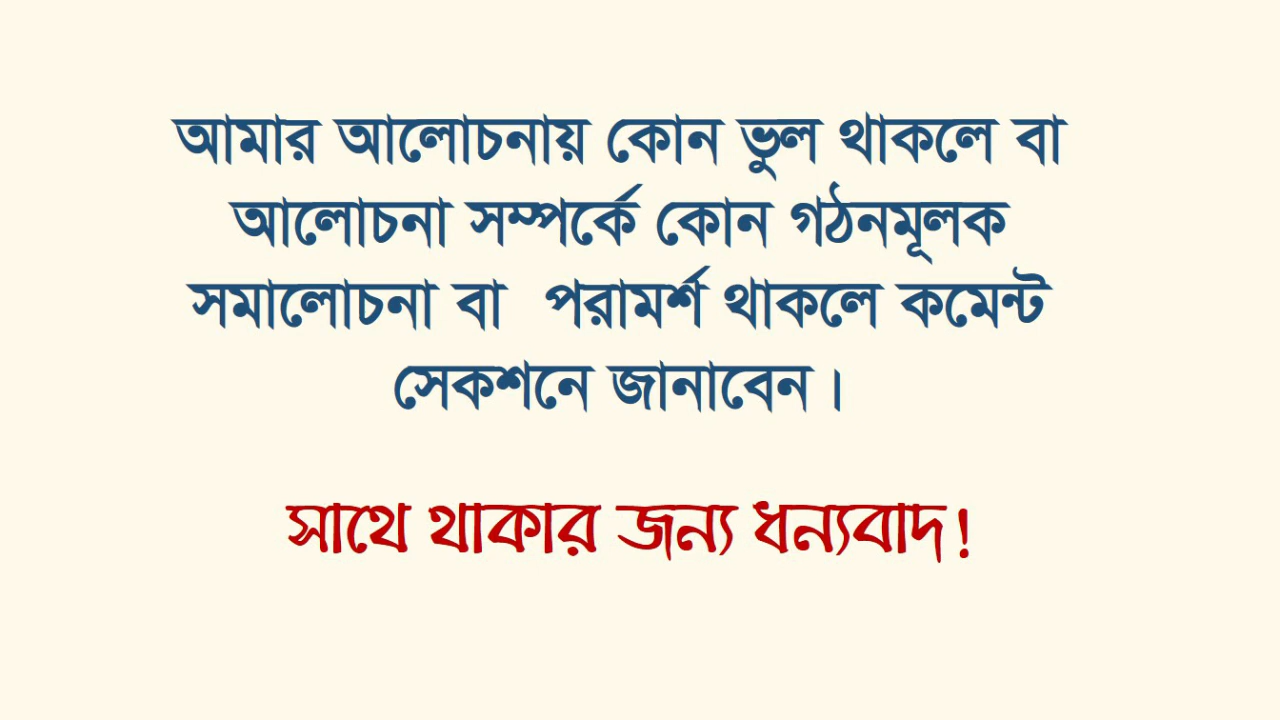 আমার আলোচনায় কোন ভুল থাকলে বা
আলোচনা সম্পর্কে কোন গঠনমূলক
সমালোচনা বা পরামর্শ থাকলে কমেন্ট
সেকশনে জানাবেন।
সাথে থাকার জন্য ধন্যবাদ!